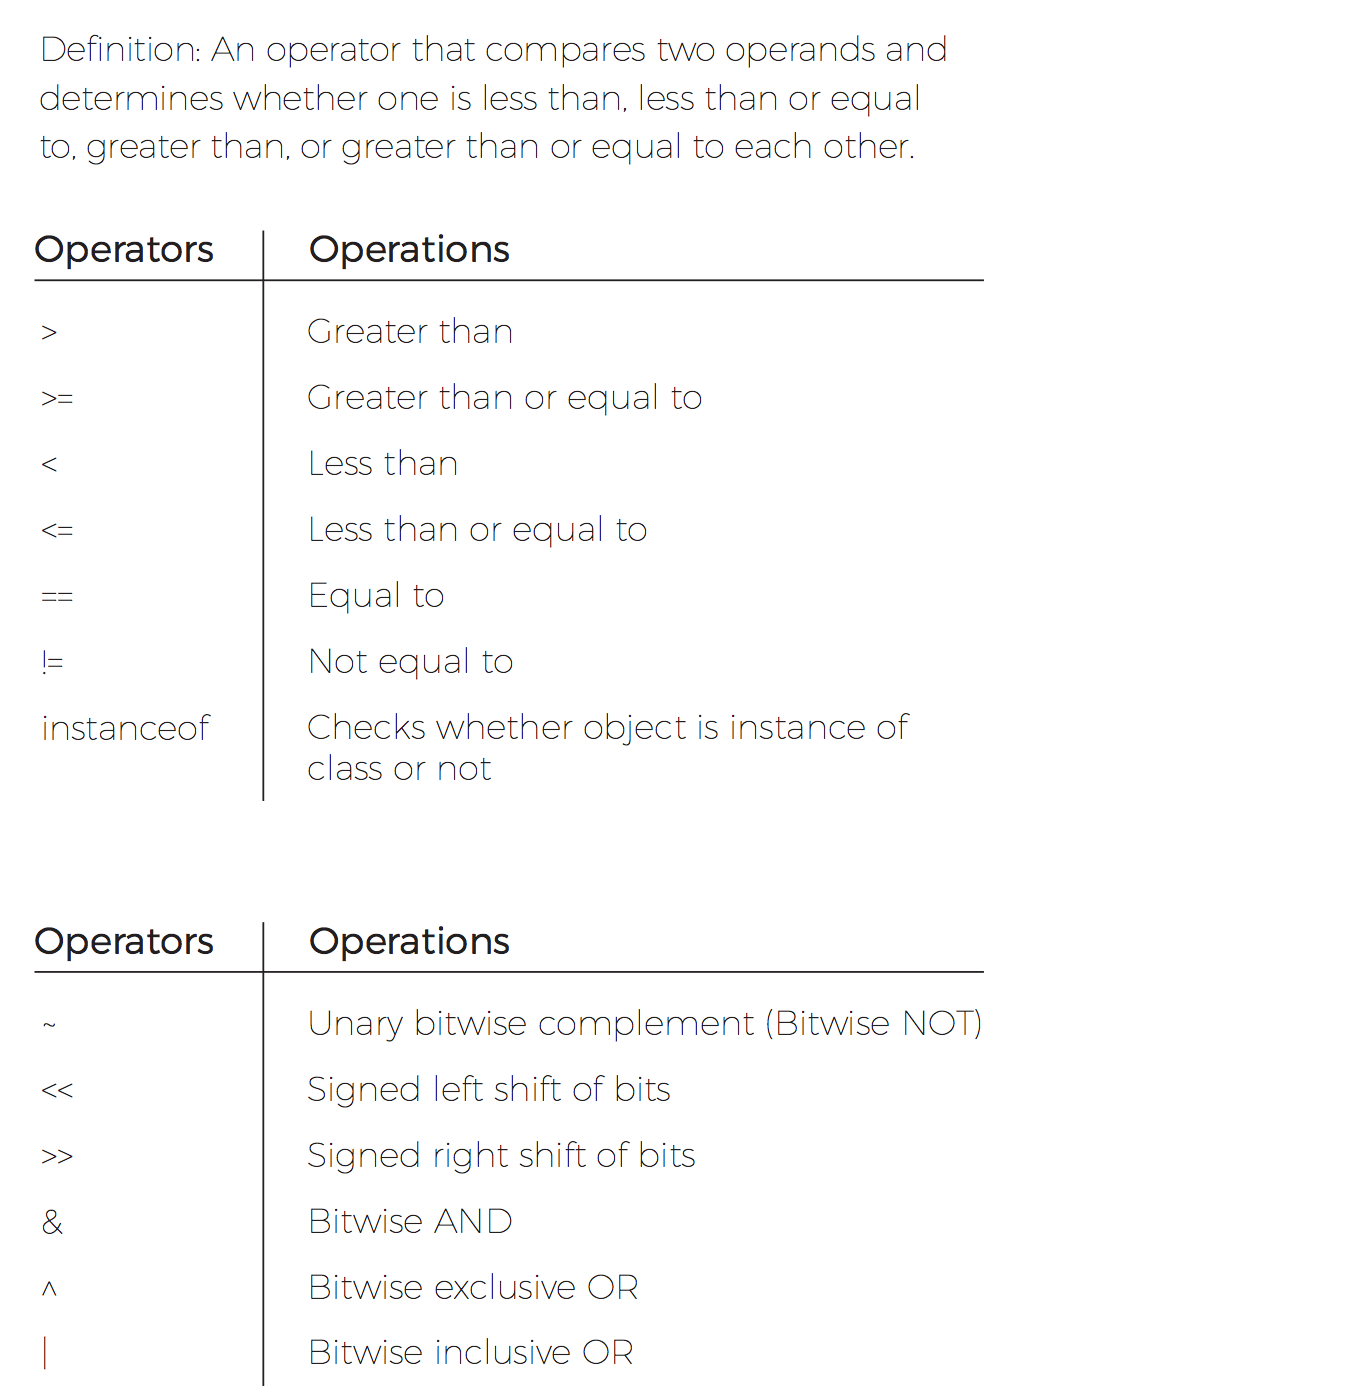 Definition: An operator that compares two operands and
determines whether one is less than, less than or equal
to, greater than, or greater than or equal to each other.
Operators Operations
> Greater than
>= Greater than or equal to
< Less than
<= Less than or equal to
== Equal to
!= Not equal to
instanceof Checks whether object is instance of
class or not
Operators Operations
~ Unary bitwise complement (Bitwise NOT)
<< Signed left shift of bits
>> Signed right shift of bits
& Bitwise AND
^ Bitwise exclusive OR
| Bitwise inclusive OR